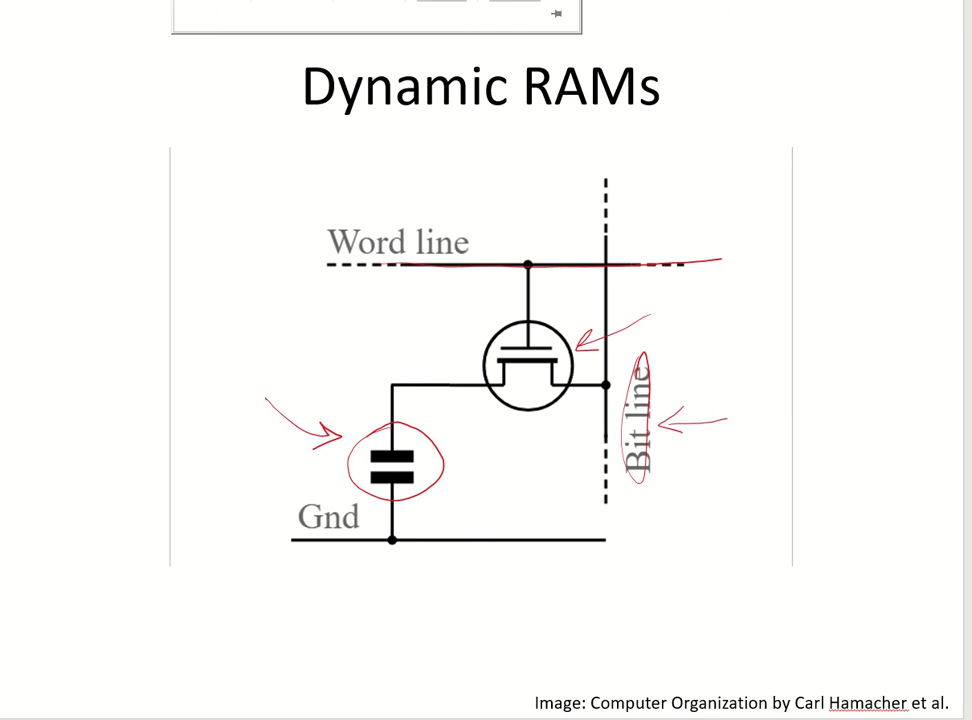 Dynamic RAMs
Word line
Bit line
Gnd
Image: Computer Organization by Carl Hamacher et al.